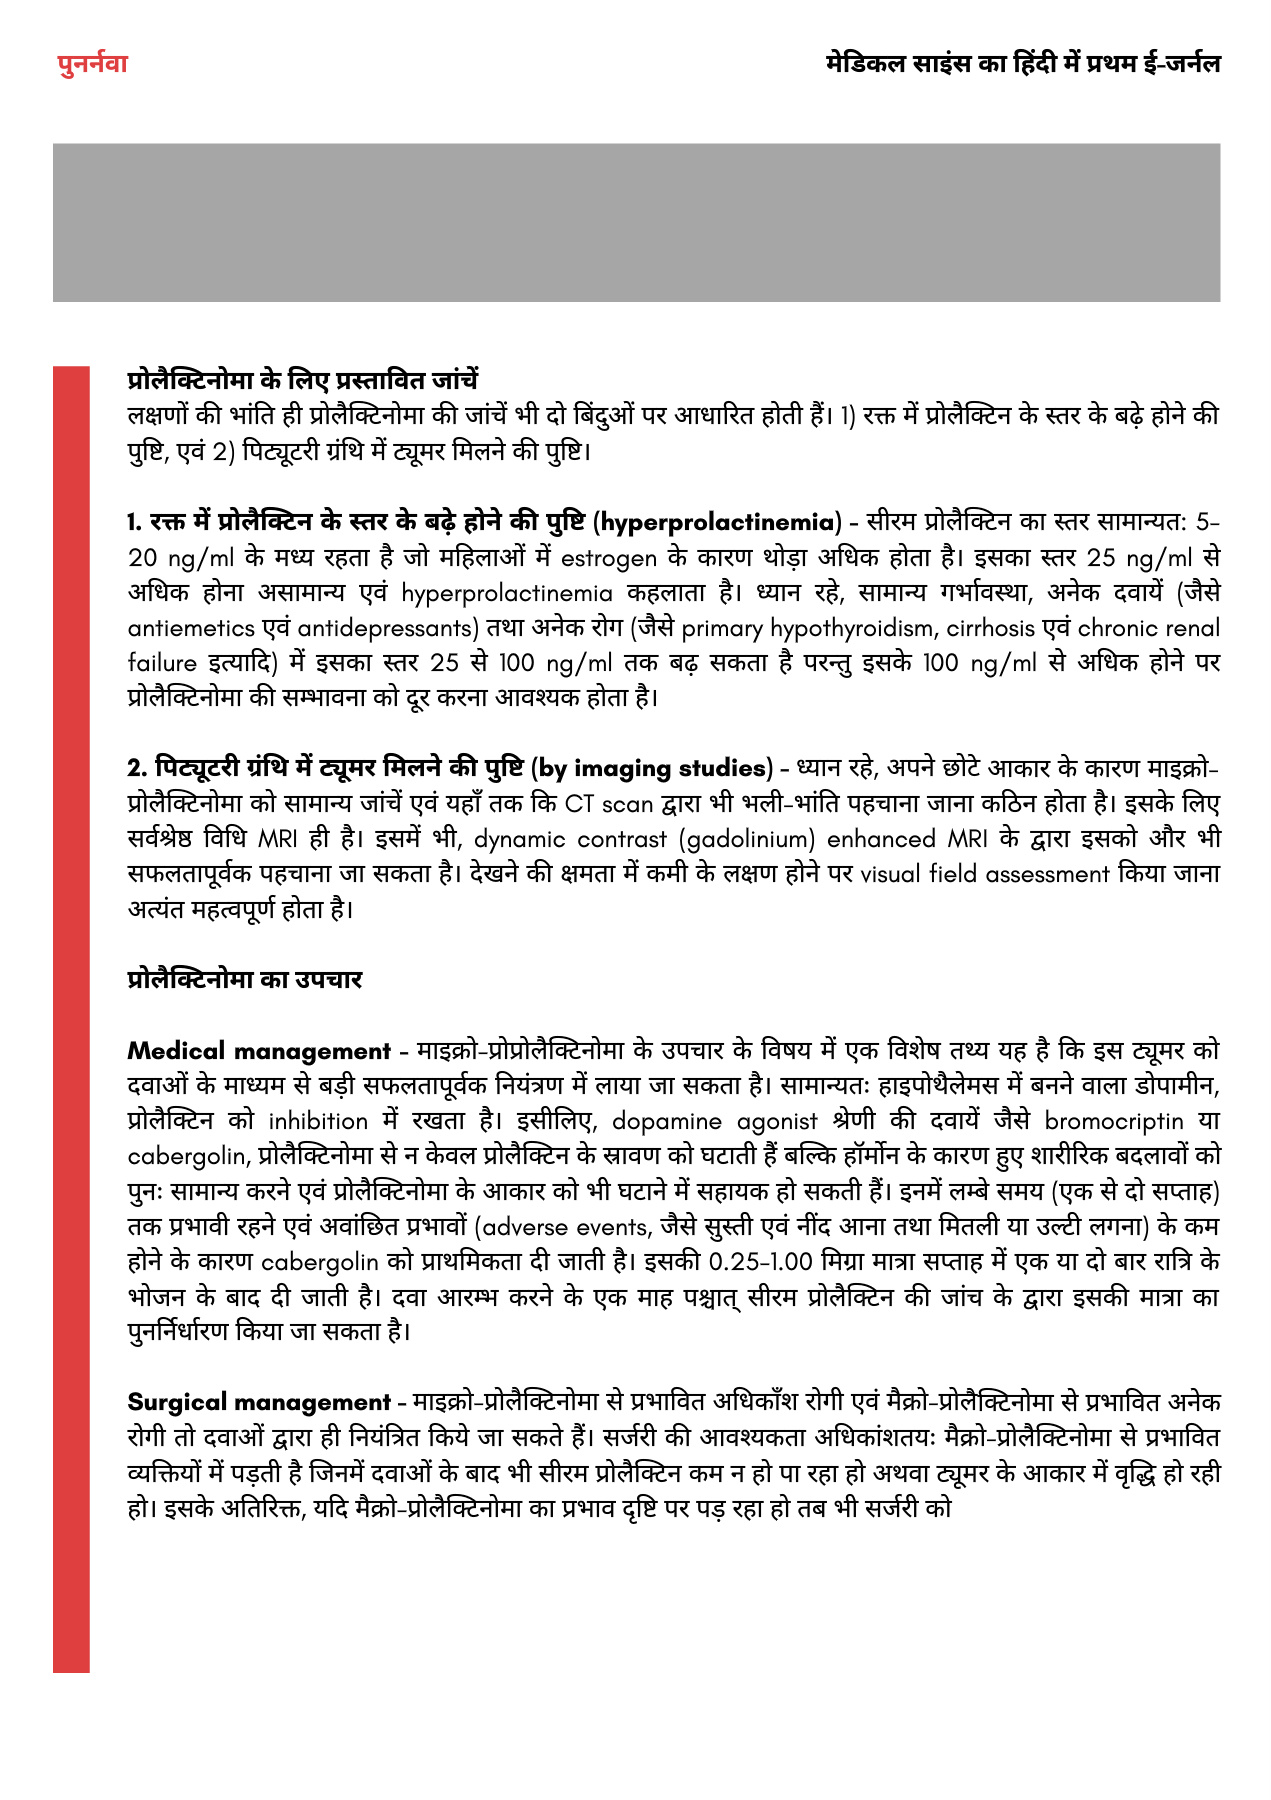 पुनर्नवा
मेडिकल साइंस का हिंदी में प्रथम ई-जर्नल
प्रोलैक्टिनोमा के लिए प्रस्तावित जांचें
लक्षणों की भांति ही प्रोलैक्टिनोमा की जांचें भी दो बिंदुओं पर आधारित होती हैं। 1) रक्त में प्रोलैक्टिन के स्तर के बढ़े होने की
पुष्टि, एवं 2) पिट्यूटरी ग्रंथि में ट्यूमर मिलने की पुष्टि।
1. रक्त में प्रोलैक्टिन के स्तर के बढ़े होने की पुष्टि (hyperprolactinemia) - सीरम प्रोलैक्टिन का स्तर सामान्यत: 5-
20 ng/ml के मध्य रहता है जो महिलाओं में estrogen के कारण थोड़ा अधिक होता है। इसका स्तर 25 ng/ml से
अधिक होना असामान्य एवं hyperprolactinemia कहलाता है। ध्यान रहे, सामान्य गर्भावस्था, अनेक दवायें (जैसे
antiemetics एवं antidepressants) तथा अनेक रोग (जैसे primary hypothyroidism, cirrhosis एवं chronic renal
failure इत्यादि) में इसका स्तर 25 से 100 ng/ml तक बढ़ सकता है परन्तु इसके 100 ng/ml से अधिक होने पर
प्रोलैक्टिनोमा की सम्भावना को दूर करना आवश्यक होता है।
2. पिट्यूटरी ग्रंथि में ट्यूमर मिलने की पुष्टि (by imaging studies) - ध्यान रहे, अपने छोटे आकार के कारण माइक्रो-
प्रोलैक्टिनोमा को सामान्य जांचें एवं यहाँ तक कि CT scan द्वारा भी भली-भांति पहचाना जाना कठिन होता है। इसके लिए
सर्वश्रेष्ठ विधि MRI ही है। इसमें भी, dynamic contrast (gadolinium) enhanced MRI के द्वारा इसको और भी
सफलतापूर्वक पहचाना जा सकता है। देखने की क्षमता में कमी के लक्षण होने पर visual field assessment किया जाना
अत्यंत महत्वपूर्ण होता है।
प्रोलैक्टिनोमा का उपचार
Medical management - माइक्रो-प्रोप्रोलैक्टिनोमा के उपचार के विषय में एक विशेष तथ्य यह है कि इस ट्यूमर को
दवाओं के माध्यम से बड़ी सफलतापूर्वक नियंत्रण में लाया जा सकता है। सामान्यतः हाइपोथैलेमस में बनने वाला डोपामीन,
प्रोलैक्टिन को inhibition में रखता है। इसीलिए, dopamine agonist श्रेणी की दवायें जैसे bromocriptin या
cabergolin, प्रोलैक्टिनोमा से न केवल प्रोलैक्टिन के स्रावण को घटाती हैं बल्कि हॉर्मोन के कारण हुए शारीरिक बदलावों को
पुनः सामान्य करने एवं प्रोलैक्टिनोमा के आकार को भी घटाने में सहायक हो सकती हैं। इनमें लम्बे समय (एक से दो सप्ताह)
तक प्रभावी रहने एवं अवांछित प्रभावों (adverse events, जैसे सुस्ती एवं नींद आना तथा मितली या उल्टी लगना) के कम
होने के कारण cabergolin को प्राथमिकता दी जाती है। इसकी 0.25-1.00 मिग्रा मात्रा सप्ताह में एक या दो बार रात्रि के
भोजन के बाद दी जाती है। दवा आरम्भ करने के एक माह पश्चात् सीरम प्रोलैक्टिन की जांच के द्वारा इसकी मात्रा का
पुनर्निर्धारण किया जा सकता है।
Surgical management - माइक्रो-प्रोलैक्टिनोमा से प्रभावित अधिकाँश रोगी एवं मैक्रो-प्रोलैक्टिनोमा से प्रभावित अनेक
रोगी तो दवाओं द्वारा ही नियंत्रित किये जा सकते हैं। सर्जरी की आवश्यकता अधिकांशतयः मैक्रो-प्रोलैक्टिनोमा से प्रभावित
व्यक्तियों में पड़ती है जिनमें दवाओं के बाद भी सीरम प्रोलैक्टिन कम न हो पा रहा हो अथवा ट्यूमर के आकार में वृद्धि हो रही
हो। इसके अतिरिक्त, यदि मैक्रो-प्रोलैक्टिनोमा का प्रभाव दृष्टि पर पड़ रहा हो तब भी सर्जरी को